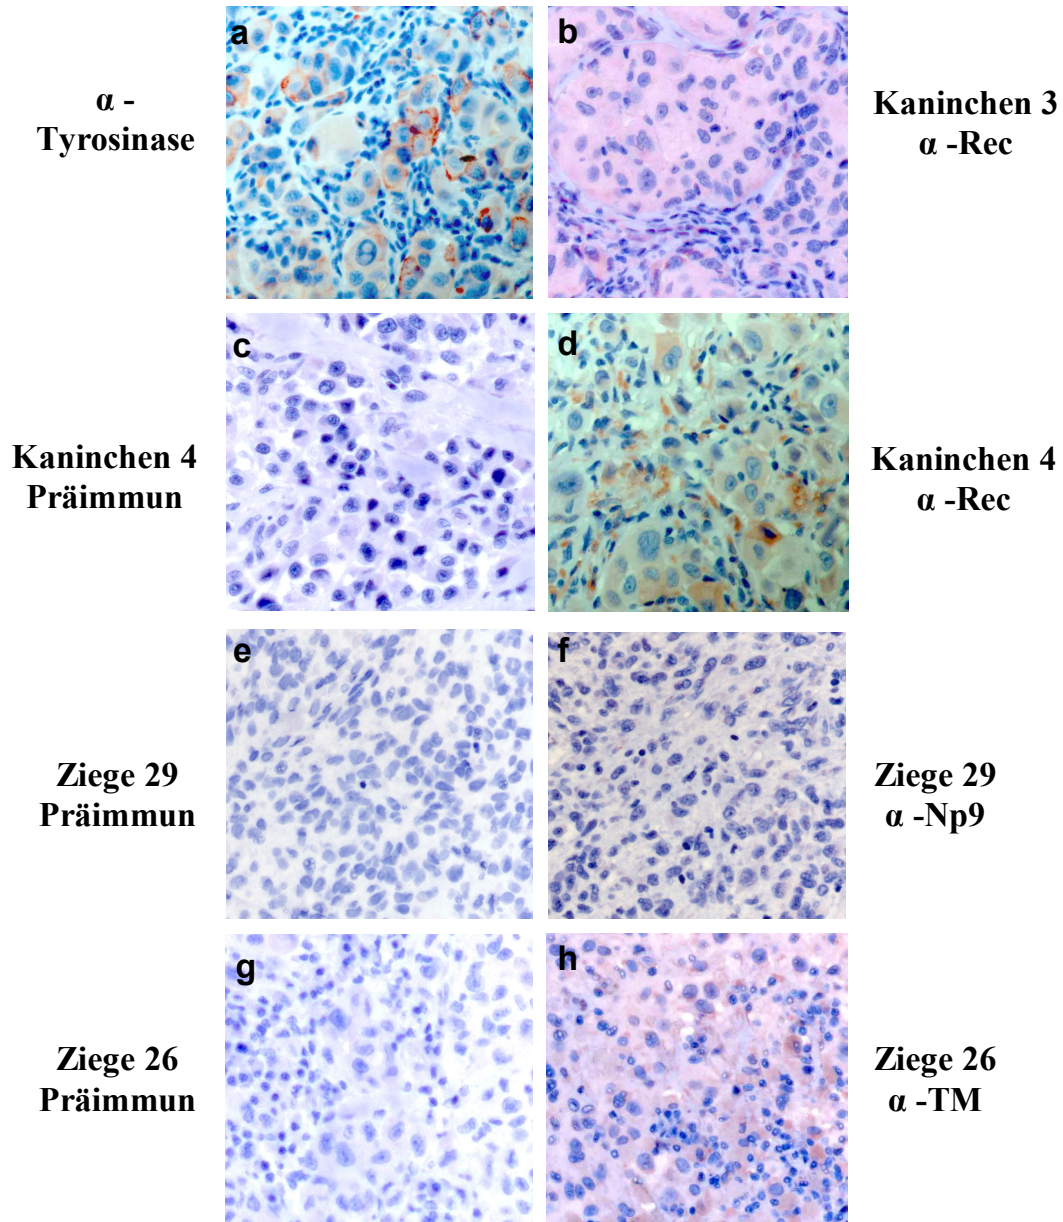 a
b
α -
Tyrosinase
Kaninchen 3
α -Rec
c
d
Kaninchen 4
Präimmun
Kaninchen 4
α -Rec
e
f
Ziege 29
Präimmun
Ziege 29
α -Np9
g
h
Ziege 26
Präimmun
Ziege 26
α -TM